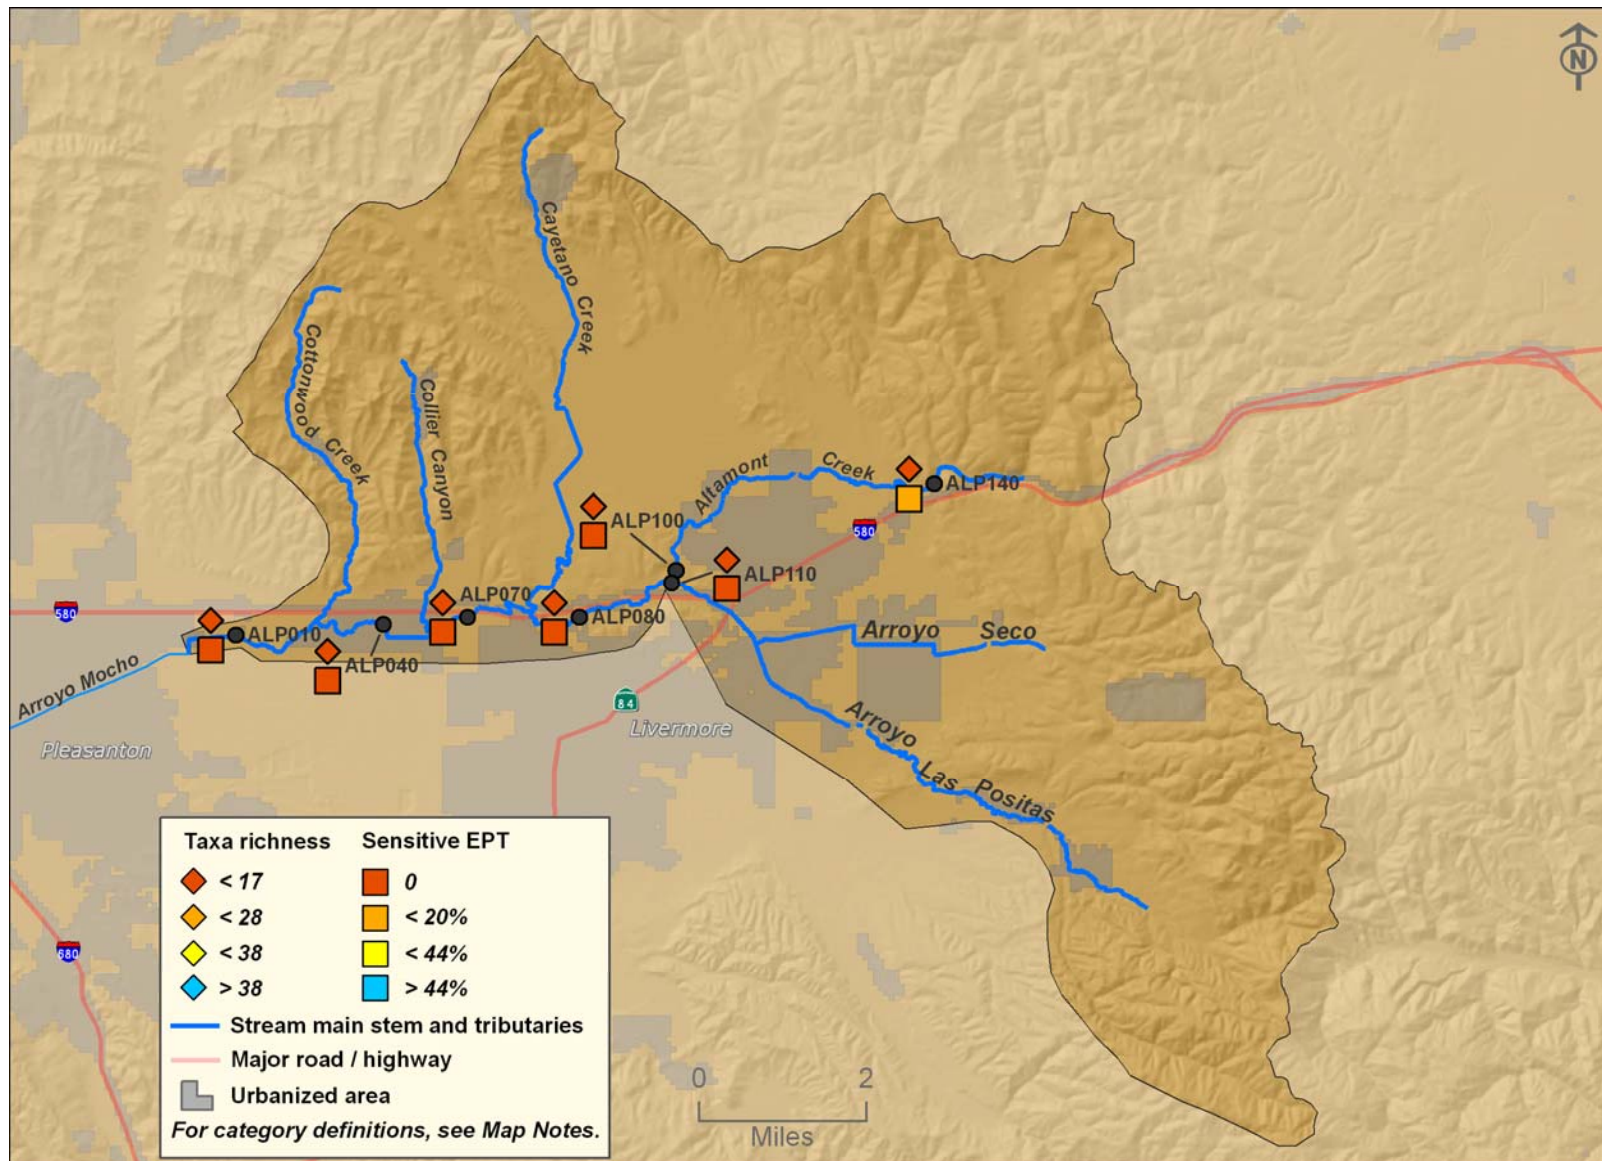 N
Cayetano Creek
Cottonwood Creek
Collier Canyon
Altamont Creek
ALP140
ALP100
580
ALP110
580
ALP070
ALP080
ALP010
ALP040
Arroyo Seco
Arroyo Mocho
84
Livermore
Pleasanton
Arroyo Las Positas
680
Taxa richness Sensitive EPT
< 17 0
< 28 < 20%
< 38 < 44%
> 38 > 44%
Stream main stem and tributaries
Major road / highway
Urbanized area
For category definitions, see Map Notes.
0 2
Miles